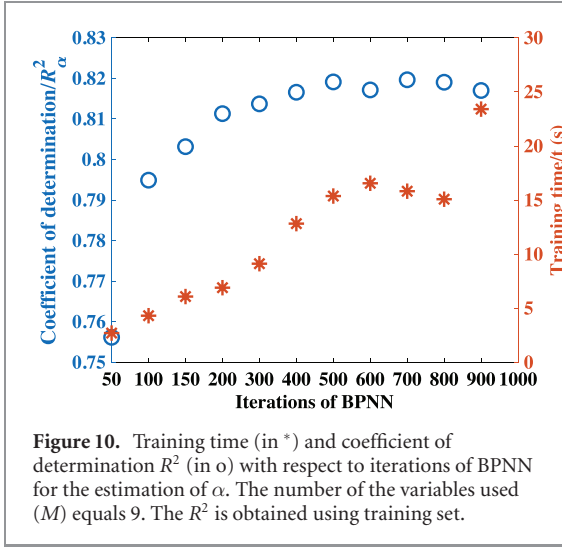 0.83
0.82
0.81
0.8
0.79
0.78
0.77
0.76
0.75
Coefficient of determination/R²α
30
25
20
15
10
5
0
Training time/t (s)
50 100 150 200 300 400 500 600 700 800 900 1000
Iterations of BPNN
Figure 10. Training time (in *) and coefficient of
determination R² (in o) with respect to iterations of BPNN
for the estimation of α. The number of the variables used
(M) equals 9. The R² is obtained using training set.